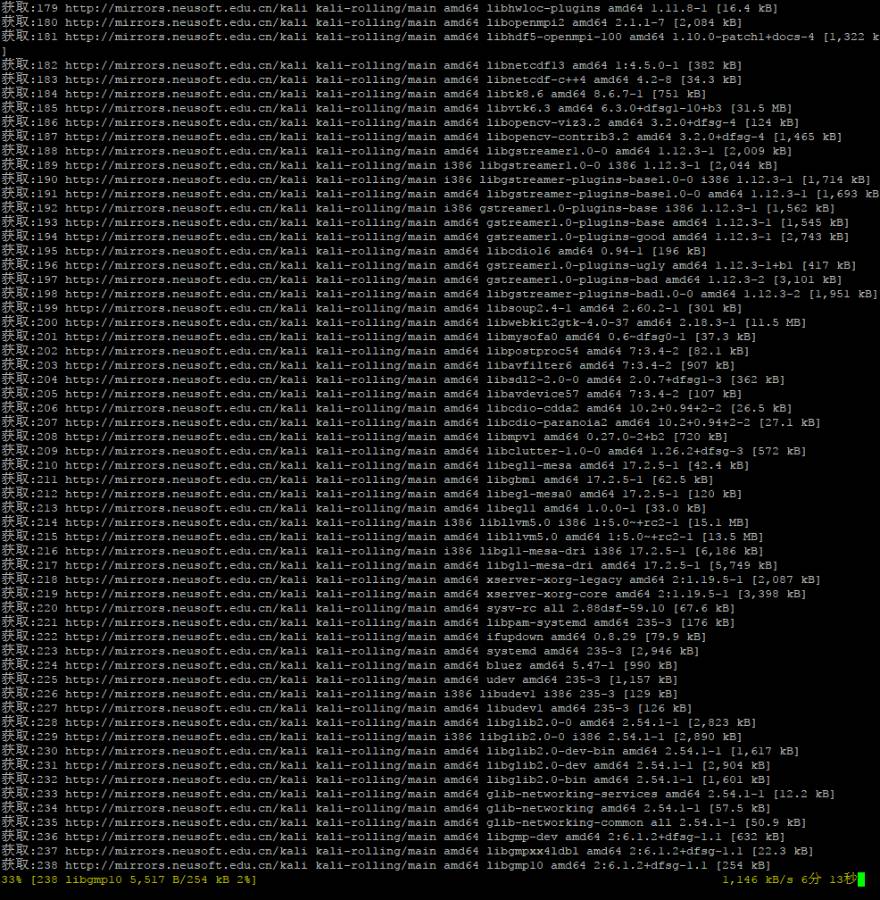 获取:179 http://mirrors.neusoft.edu.cn/kali kali-rolling/main amd64 libhwloc-plugins amd64 1.11.8-1 [16.4 kB]
获取:180 http://mirrors.neusoft.edu.cn/kali kali-rolling/main amd64 libopenmpi2 amd64 2.1.1-7 [2,084 kB]
获取:181 http://mirrors.neusoft.edu.cn/kali kali-rolling/main amd64 libhdf5-openmpi-100 amd64 1.10.0-patch1+docs-4 [1,322 k
]
获取:182 http://mirrors.neusoft.edu.cn/kali kali-rolling/main amd64 libnetcdf13 amd64 1:4.5.0-1 [382 kB]
获取:183 http://mirrors.neusoft.edu.cn/kali kali-rolling/main amd64 libnetcdf-c++4 amd64 4.2-8 [34.3 kB]
获取:184 http://mirrors.neusoft.edu.cn/kali kali-rolling/main amd64 libtk8.6 amd64 8.6.7-1 [751 kB]
获取:185 http://mirrors.neusoft.edu.cn/kali kali-rolling/main amd64 libvtk6.3 amd64 6.3.0+dfsg1-10+b3 [31.5 MB]
获取:186 http://mirrors.neusoft.edu.cn/kali kali-rolling/main amd64 libopencv-viz3.2 amd64 3.2.0+dfsg-4 [124 kB]
获取:187 http://mirrors.neusoft.edu.cn/kali kali-rolling/main amd64 libopencv-contrib3.2 amd64 3.2.0+dfsg-4 [1,465 kB]
获取:188 http://mirrors.neusoft.edu.cn/kali kali-rolling/main amd64 libgstreamer1.0-0 amd64 1.12.3-1 [2,009 kB]
获取:189 http://mirrors.neusoft.edu.cn/kali kali-rolling/main i386 libgstreamer1.0-0 i386 1.12.3-1 [2,044 kB]
获取:190 http://mirrors.neusoft.edu.cn/kali kali-rolling/main i386 libgstreamer-plugins-base1.0-0 i386 1.12.3-1 [1,714 kB]
获取:191 http://mirrors.neusoft.edu.cn/kali kali-rolling/main amd64 libgstreamer-plugins-base1.0-0 amd64 1.12.3-1 [1,693 kB
获取:192 http://mirrors.neusoft.edu.cn/kali kali-rolling/main i386 gstreamer1.0-plugins-base i386 1.12.3-1 [1,562 kB]
获取:193 http://mirrors.neusoft.edu.cn/kali kali-rolling/main amd64 gstreamer1.0-plugins-base amd64 1.12.3-1 [1,545 kB]
获取:194 http://mirrors.neusoft.edu.cn/kali kali-rolling/main amd64 gstreamer1.0-plugins-good amd64 1.12.3-1 [2,743 kB]
获取:195 http://mirrors.neusoft.edu.cn/kali kali-rolling/main amd64 libcdio16 amd64 0.94-1 [196 kB]
获取:196 http://mirrors.neusoft.edu.cn/kali kali-rolling/main amd64 gstreamer1.0-plugins-ugly amd64 1.12.3-1+b1 [417 kB]
获取:197 http://mirrors.neusoft.edu.cn/kali kali-rolling/main amd64 gstreamer1.0-plugins-bad amd64 1.12.3-2 [3,101 kB]
获取:198 http://mirrors.neusoft.edu.cn/kali kali-rolling/main amd64 libgstreamer-plugins-bad1.0-0 amd64 1.12.3-2 [1,951 kB]
获取:199 http://mirrors.neusoft.edu.cn/kali kali-rolling/main amd64 libsoup2.4-1 amd64 2.60.2-1 [301 kB]
获取:200 http://mirrors.neusoft.edu.cn/kali kali-rolling/main amd64 libwebkit2gtk-4.0-37 amd64 2.18.3-1 [11.5 MB]
获取:201 http://mirrors.neusoft.edu.cn/kali kali-rolling/main amd64 libmysofa0 amd64 0.6~dfsg0-1 [37.3 kB]
获取:202 http://mirrors.neusoft.edu.cn/kali kali-rolling/main amd64 libpostproc54 amd64 7:3.4-2 [82.1 kB]
获取:203 http://mirrors.neusoft.edu.cn/kali kali-rolling/main amd64 libavfilter6 amd64 7:3.4-2 [907 kB]
获取:204 http://mirrors.neusoft.edu.cn/kali kali-rolling/main amd64 libsdl2-2.0-0 amd64 2.0.7+dfsg1-3 [362 kB]
获取:205 http://mirrors.neusoft.edu.cn/kali kali-rolling/main amd64 libavdevice57 amd64 7:3.4-2 [107 kB]
获取:206 http://mirrors.neusoft.edu.cn/kali kali-rolling/main amd64 libcdio-cdda2 amd64 10.2+0.94+2-2 [26.5 kB]
获取:207 http://mirrors.neusoft.edu.cn/kali kali-rolling/main amd64 libcdio-paranoia2 amd64 10.2+0.94+2-2 [27.1 kB]
获取:208 http://mirrors.neusoft.edu.cn/kali kali-rolling/main amd64 libmpv1 amd64 0.27.0-2+b2 [720 kB]
获取:209 http://mirrors.neusoft.edu.cn/kali kali-rolling/main amd64 libclutter-1.0-0 amd64 1.26.2+dfsg-3 [572 kB]
获取:210 http://mirrors.neusoft.edu.cn/kali kali-rolling/main amd64 libegl1-mesa amd64 17.2.5-1 [42.4 kB]
获取:211 http://mirrors.neusoft.edu.cn/kali kali-rolling/main amd64 libgbm1 amd64 17.2.5-1 [62.5 kB]
获取:212 http://mirrors.neusoft.edu.cn/kali kali-rolling/main amd64 libegl-mesa0 amd64 17.2.5-1 [120 kB]
获取:213 http://mirrors.neusoft.edu.cn/kali kali-rolling/main amd64 libegl1 amd64 1.0.0-1 [33.0 kB]
获取:214 http://mirrors.neusoft.edu.cn/kali kali-rolling/main i386 libllvm5.0 i386 1:5.0~+rc2-1 [15.1 MB]
获取:215 http://mirrors.neusoft.edu.cn/kali kali-rolling/main amd64 libllvm5.0 amd64 1:5.0~+rc2-1 [13.5 MB]
获取:216 http://mirrors.neusoft.edu.cn/kali kali-rolling/main i386 libgl1-mesa-dri i386 17.2.5-1 [6,186 kB]
获取:217 http://mirrors.neusoft.edu.cn/kali kali-rolling/main amd64 libgl1-mesa-dri amd64 17.2.5-1 [5,749 kB]
获取:218 http://mirrors.neusoft.edu.cn/kali kali-rolling/main amd64 xserver-xorg-legacy amd64 2:1.19.5-1 [2,087 kB]
获取:219 http://mirrors.neusoft.edu.cn/kali kali-rolling/main amd64 xserver-xorg-core amd64 2:1.19.5-1 [3,398 kB]
获取:220 http://mirrors.neusoft.edu.cn/kali kali-rolling/main amd64 sysv-rc all 2.88dsf-59.10 [67.6 kB]
获取:221 http://mirrors.neusoft.edu.cn/kali kali-rolling/main amd64 libpam-systemd amd64 235-3 [176 kB]
获取:222 http://mirrors.neusoft.edu.cn/kali kali-rolling/main amd64 ifupdown amd64 0.8.29 [79.9 kB]
获取:223 http://mirrors.neusoft.edu.cn/kali kali-rolling/main amd64 systemd amd64 235-3 [2,946 kB]
获取:224 http://mirrors.neusoft.edu.cn/kali kali-rolling/main amd64 bluez amd64 5.47-1 [990 kB]
获取:225 http://mirrors.neusoft.edu.cn/kali kali-rolling/main amd64 udev amd64 235-3 [1,157 kB]
获取:226 http://mirrors.neusoft.edu.cn/kali kali-rolling/main i386 libudev1 i386 235-3 [129 kB]
获取:227 http://mirrors.neusoft.edu.cn/kali kali-rolling/main amd64 libudev1 amd64 235-3 [126 kB]
获取:228 http://mirrors.neusoft.edu.cn/kali kali-rolling/main amd64 libglib2.0-0 amd64 2.54.1-1 [2,823 kB]
获取:229 http://mirrors.neusoft.edu.cn/kali kali-rolling/main i386 libglib2.0-0 i386 2.54.1-1 [2,890 kB]
获取:230 http://mirrors.neusoft.edu.cn/kali kali-rolling/main amd64 libglib2.0-dev-bin amd64 2.54.1-1 [1,617 kB]
获取:231 http://mirrors.neusoft.edu.cn/kali kali-rolling/main amd64 libglib2.0-dev amd64 2.54.1-1 [2,904 kB]
获取:232 http://mirrors.neusoft.edu.cn/kali kali-rolling/main amd64 libglib2.0-bin amd64 2.54.1-1 [1,601 kB]
获取:233 http://mirrors.neusoft.edu.cn/kali kali-rolling/main amd64 glib-networking-services amd64 2.54.1-1 [12.2 kB]
获取:234 http://mirrors.neusoft.edu.cn/kali kali-rolling/main amd64 glib-networking amd64 2.54.1-1 [57.5 kB]
获取:235 http://mirrors.neusoft.edu.cn/kali kali-rolling/main amd64 glib-networking-common all 2.54.1-1 [50.9 kB]
获取:236 http://mirrors.neusoft.edu.cn/kali kali-rolling/main amd64 libgmp-dev amd64 2:6.1.2+dfsg-1.1 [632 kB]
获取:237 http://mirrors.neusoft.edu.cn/kali kali-rolling/main amd64 libgmpxx4ldbl amd64 2:6.1.2+dfsg-1.1 [22.3 kB]
获取:238 http://mirrors.neusoft.edu.cn/kali kali-rolling/main amd64 libgmp10 amd64 2:6.1.2+dfsg-1.1 [254 kB]
33% [238 libgmp10 5,517 B/254 kB 2%] 1,146 kB/s 6分 13秒